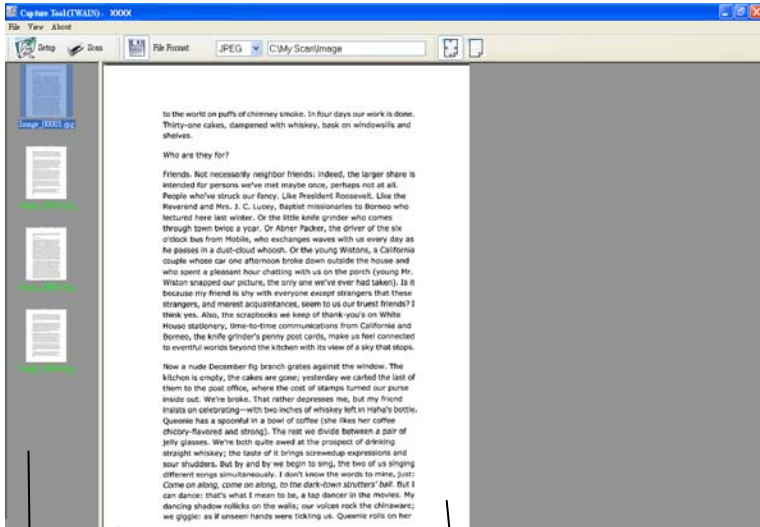 Capture Tool(TWAIN)- XXXX
File View About
Setup Scan File Format JPEG C:\My Scan\Image
Image_00001.jpg
to the world on puffs of chimney smoke. In four days our work is done.
Thirty-one cakes, dampened with whiskey, bask on windowsills and
shelves.
Who are they for?
Friends. Not necessarily neighbor friends: indeed, the larger share is
intended for persons we've met maybe once, perhaps not at all.
People who've struck our fancy. Like President Roosevelt. Like the
Reverend and Mrs. J. C. Lucey, Baptist missionaries to Borneo who
lectured here last winter. Or the little knife grinder who comes
through town twice a year. Or Abner Packer, the driver of the six
o'clock bus from Mobile, who exchanges waves with us every day as
he passes in a dust-cloud whoosh. Or the young Wistons, a California
couple whose car one afternoon broke down outside the house and
who spent a pleasant hour chatting with us on the porch (young Mr.
Wiston snapped our picture, the only one we've ever had taken). Is it
because my friend is shy with everyone except strangers that these
strangers, and merest acquaintances, seem to us our truest friends? I
think yes. Also, the scrapbooks we keep of thank-you's on White
House stationery, time-to-time communications from California and
Borneo, the knife grinder's penny post cards, make us feel connected
to eventful worlds beyond the kitchen with its view of a sky that stops.
Now a nude December fig branch grates against the window. The
kitchen is empty, the cakes are gone; yesterday we carted the last of
them to the post office, where the cost of stamps turned our purse
inside out. We're broke. That rather depresses me, but my friend
insists on celebrating—with two inches of whiskey left in Haha's bottle.
Queenie has a spoonful in a bowl of coffee (she likes her coffee
chicory-flavored and strong). The rest we divide between a pair of
jelly glasses. We're both quite awed at the prospect of drinking
straight whiskey; the taste of it brings screwedup expressions and
sour shudders. But by and by we begin to sing, the two of us singing
different songs simultaneously. I don't know the words to mine, just:
Come on along, come on along, to the dark-town strutters' ball. But I
can dance: that's what I mean to be, a tap dancer in the movies. My
dancing shadow rollicks on the walls; our voices rock the chinaware;
we giggle: as if unseen hands were tickling us. Queenie rolls on her